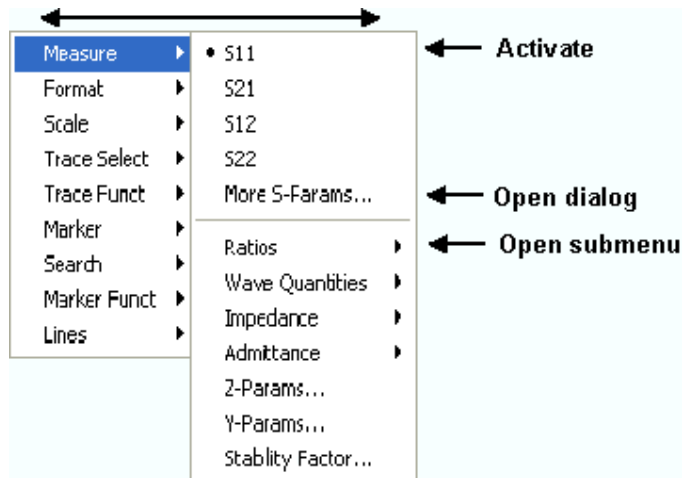 Measure
Format
Scale
Trace Select
Trace Funct
Marker
Search
Marker Funct
Lines
• S11
S21
S12
S22
More S-Params...
Ratios
Wave Quantities
Impedance
Admittance
Z-Params...
Y-Params...
Stablity Factor...
Activate
Open dialog
Open submenu